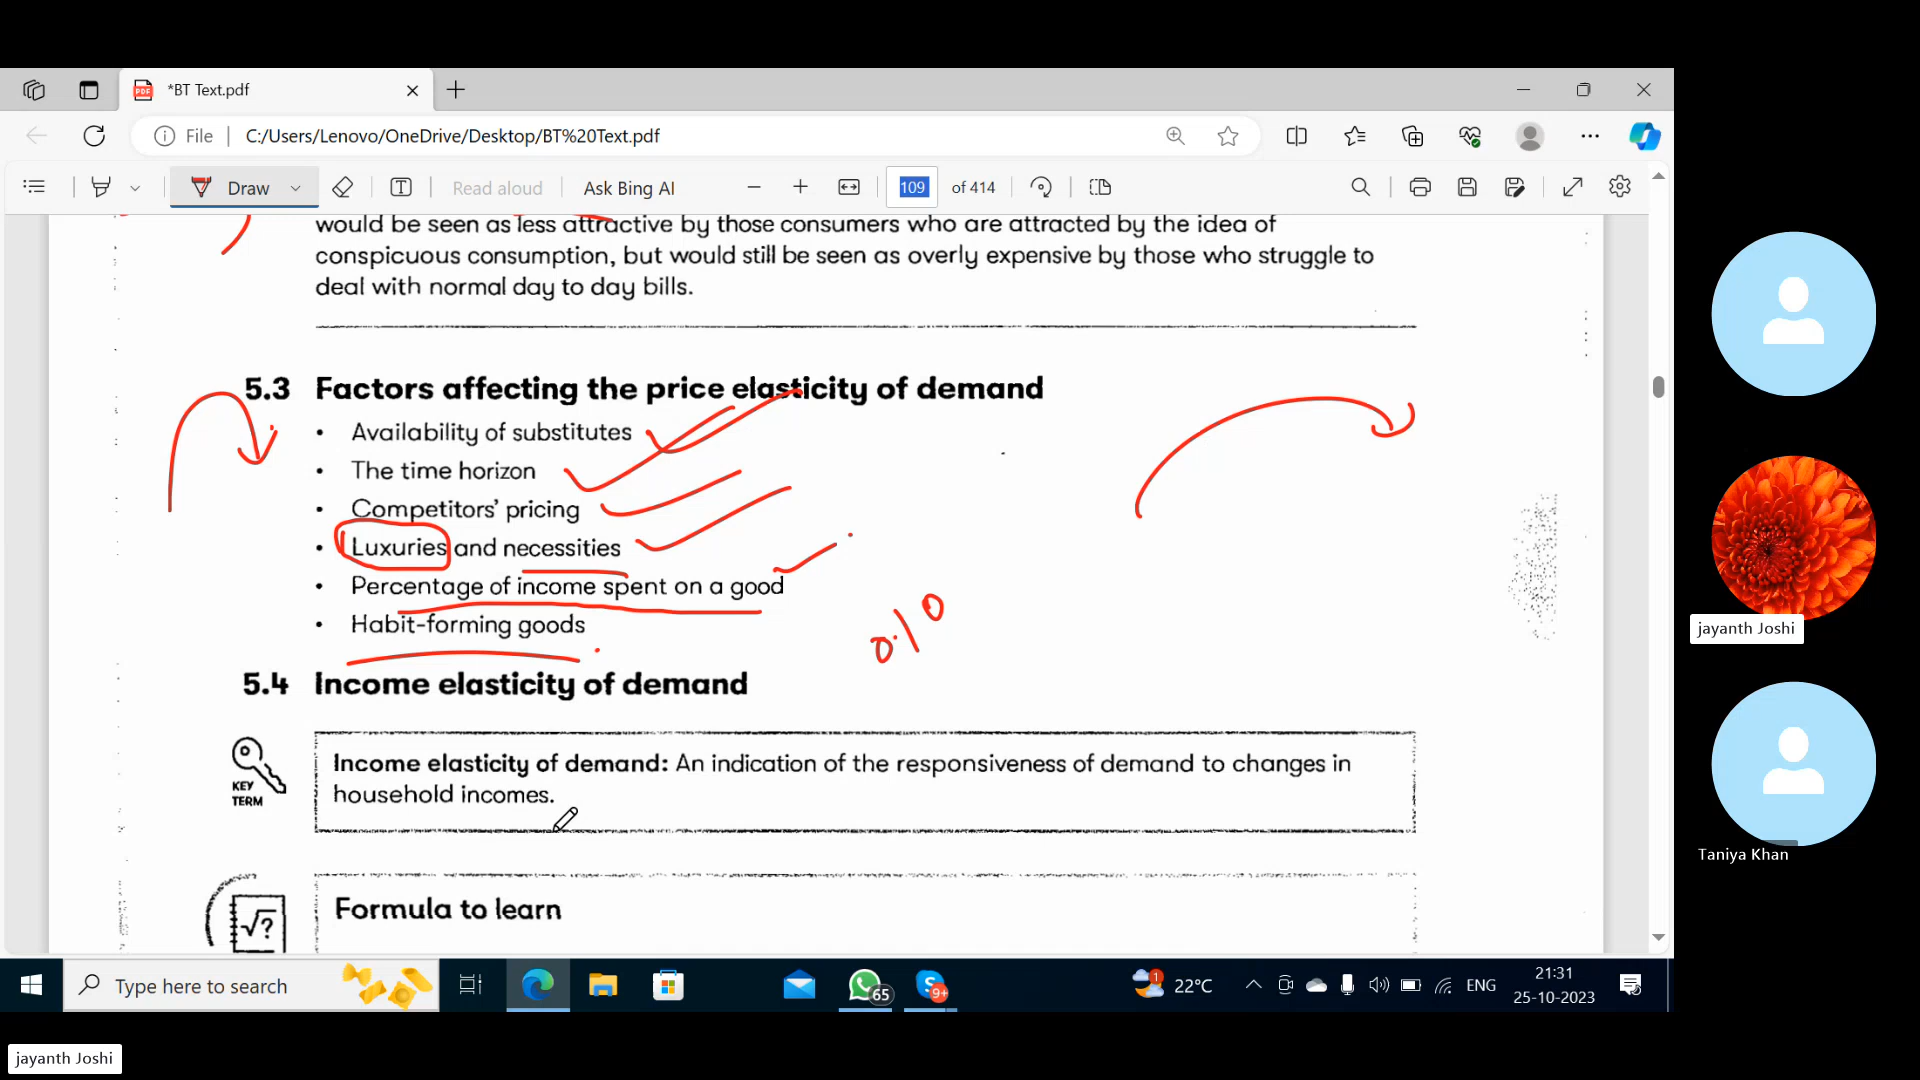 *BT Text.pdf
File
C:/Users/Lenovo/OneDrive/Desktop/BT%20Text.pdf
Draw
Read aloud
Ask Bing AI
109 of 414
would be seen as less attractive by those consumers who are attracted by the idea of
conspicuous consumption, but would still be seen as overly expensive by those who struggle to
deal with normal day to day bills.
5.3 Factors affecting the price elasticity of demand
• Availability of substitutes
• The time horizon
• Competitors’ pricing
• Luxuries and necessities
• Percentage of income spent on a good
• Habit-forming goods
5.4 Income elasticity of demand
KEY
TERM
Income elasticity of demand: An indication of the responsiveness of demand to changes in
household incomes.
√?
Formula to learn
Type here to search
65
9+
1
22°C
ENG
21:31
25-10-2023
jayanth Joshi
Taniya Khan
jayanth Joshi